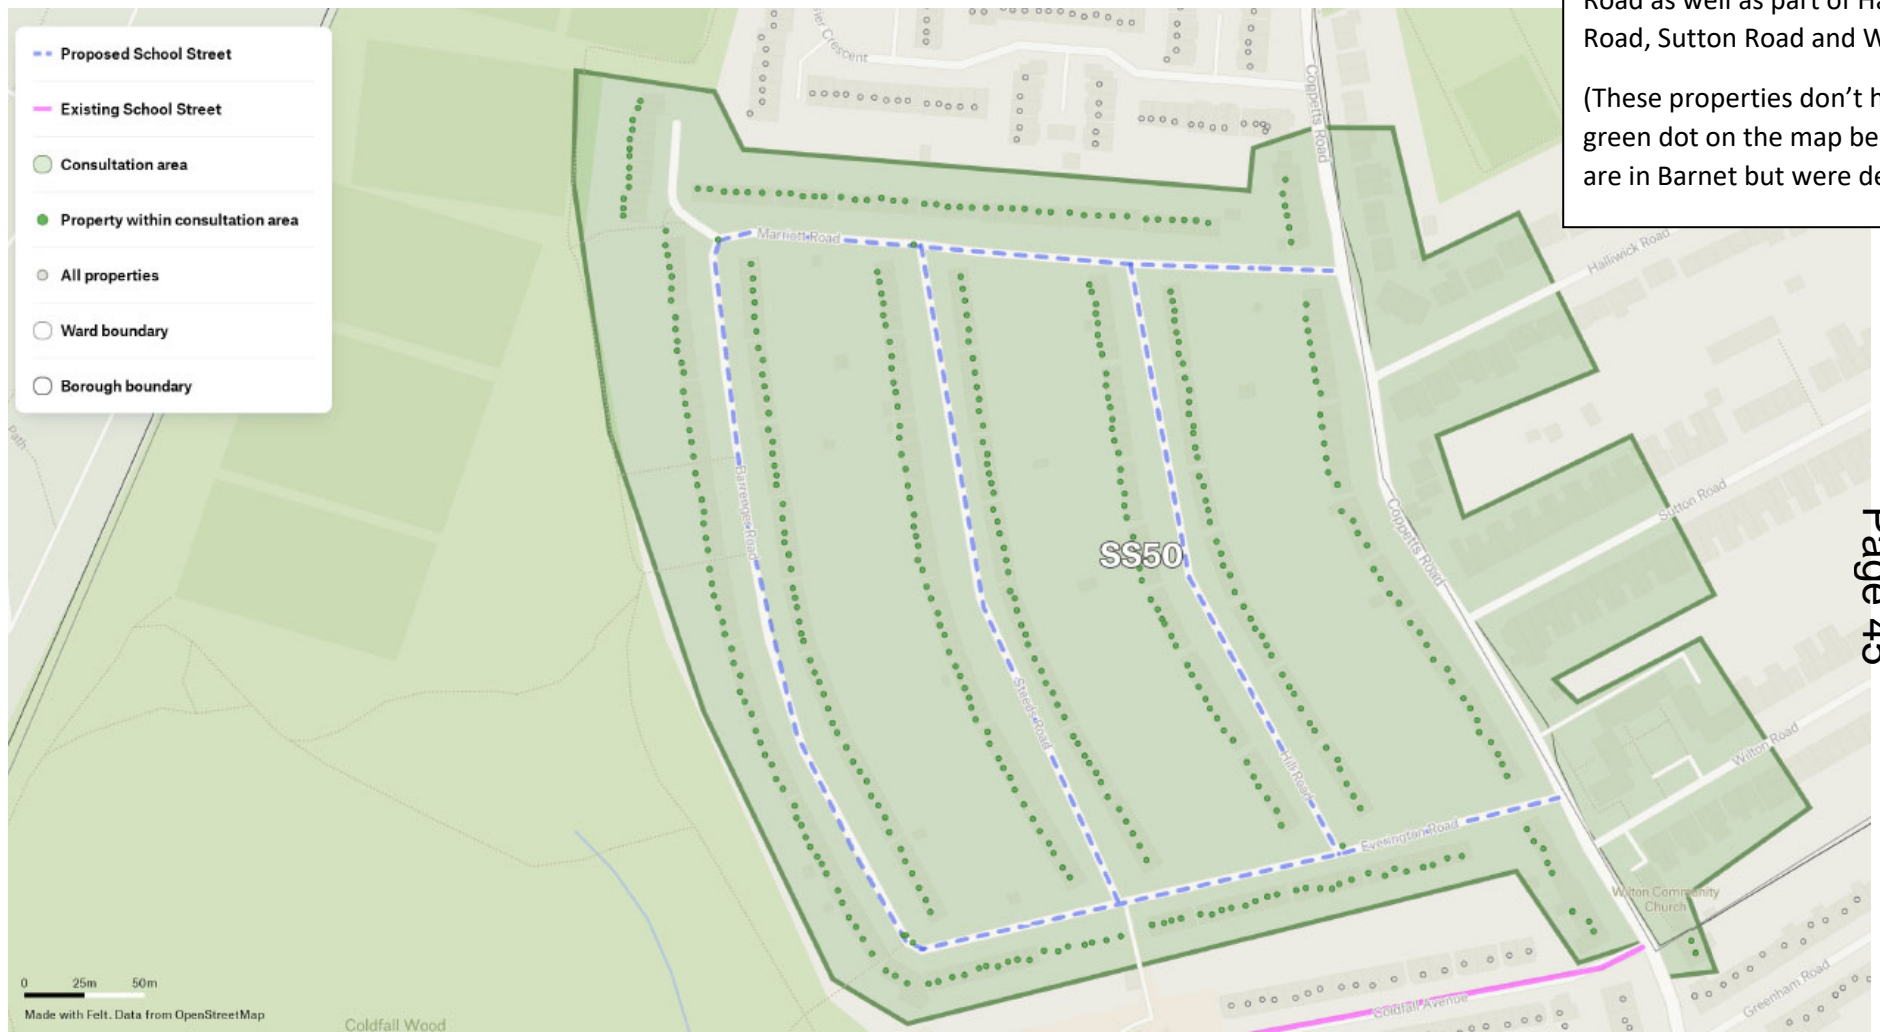 Proposed School Street
Existing School Street
Consultation area
Property within consultation area
All properties
Ward boundary
Borough boundary
Road, Sutton Road and W
(These properties don't h
green dot on the map be
are in Barnet but were de
Crescent
Coppetts Road
Halliwick Road
Marriott Road
Path
Barrenger Road
Sutton Road
Coppetts Road
SS50
Page 45
Steeds Road
Hill Road
Wilton Road
Everington Road
Wilton Community
Church
Greenham Road
Coldfall Avenue
0 25m 50m
Made with Felt. Data from OpenStreetMap
Coldfall Wood